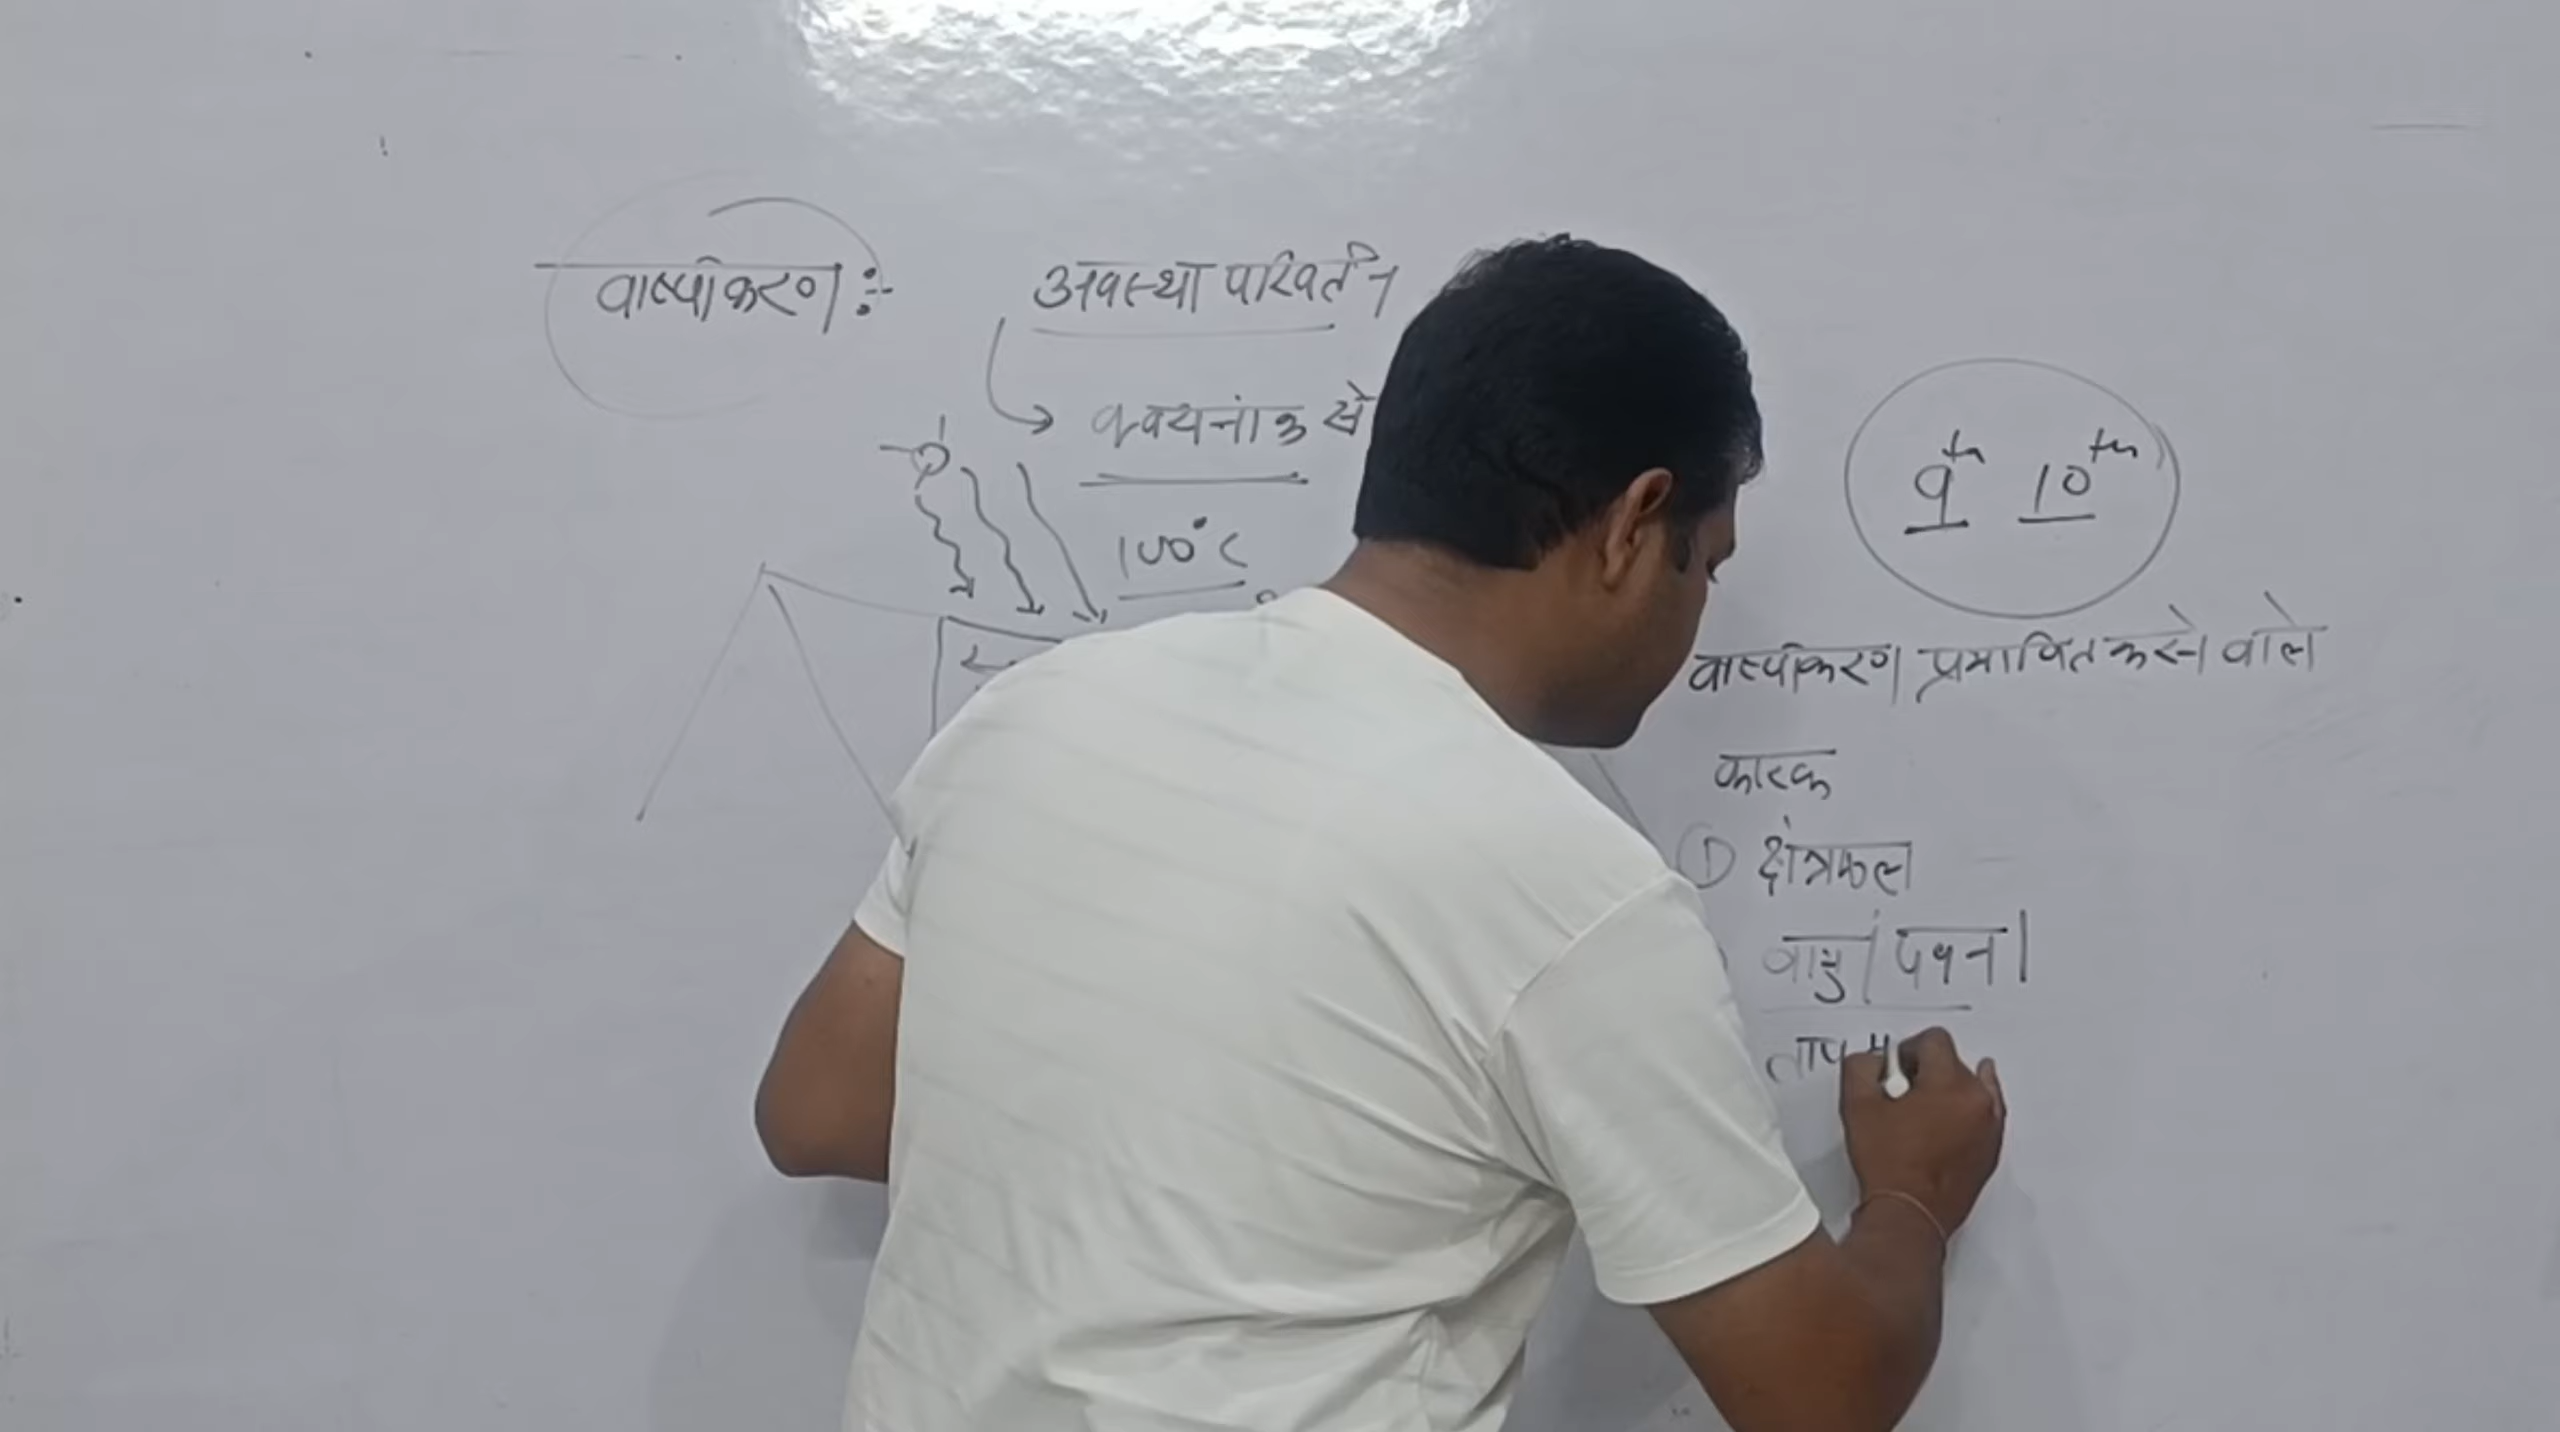 वाष्पीकरण :-
अवस्था परिवर्तन
क्वथनांक से
100°C
9th 10th
वाष्पीकरण प्रभावित करने वाले
कारक
① क्षेत्रफल
वायु / पवन |
ताप